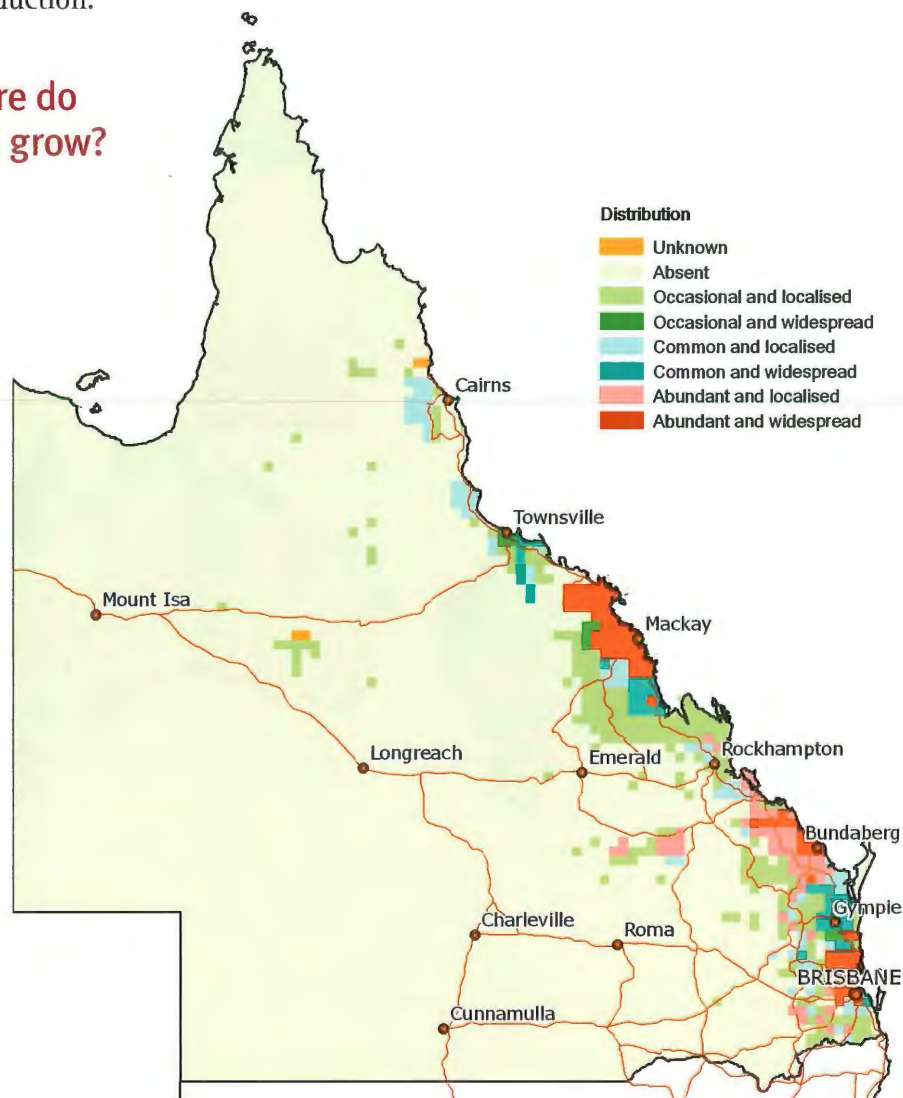 uction.
re do
grow?
Distribution
Unknown
Absent
Occasional and localised
Occasional and widespread
Common and localised
Common and widespread
Abundant and localised
Abundant and widespread
Cairns
Townsville
Mount Isa
Mackay
Longreach
Emerald
Rockhampton
Bundaberg
Gympie
Charleville
Roma
BRISBANE
Cunnamulla